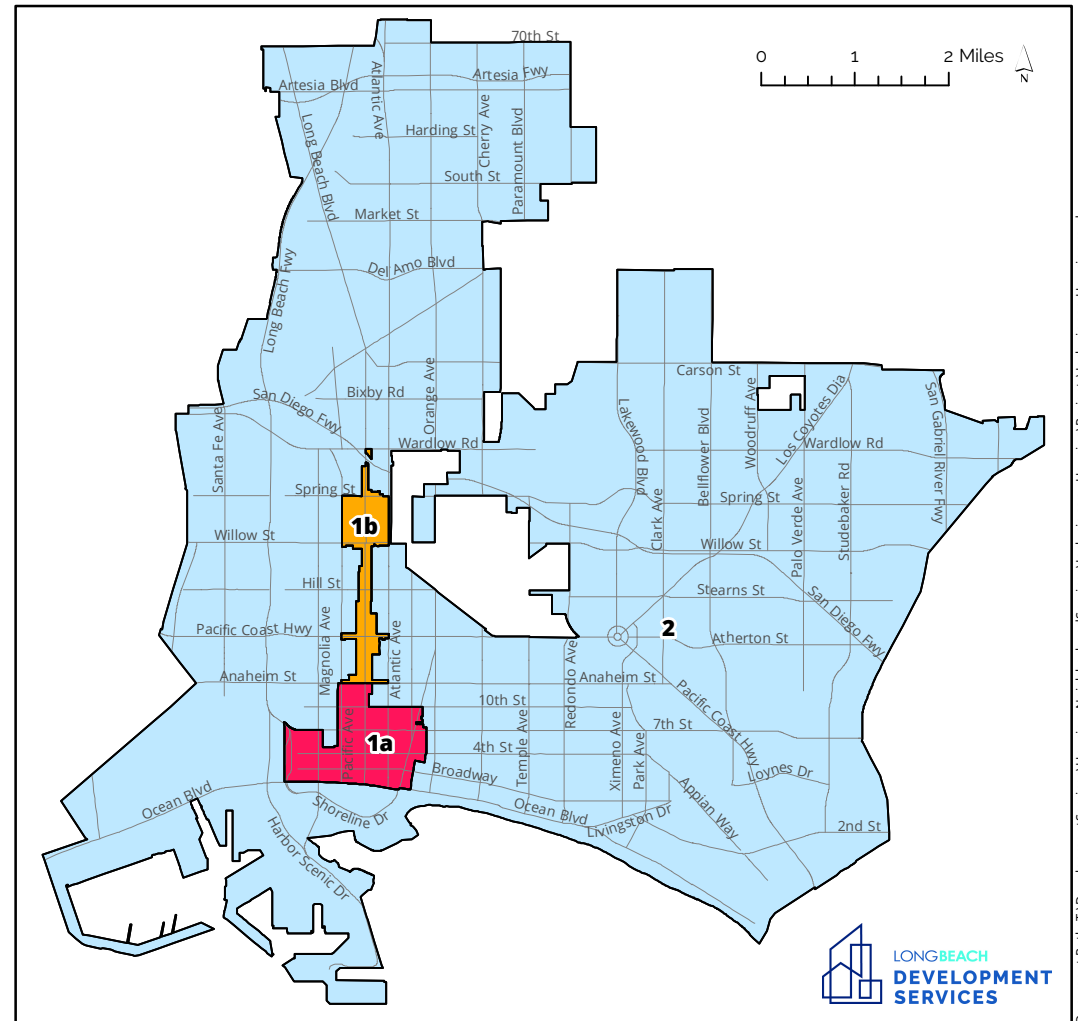 70th St
0 1 2 Miles
N
Artesia Fwy
Artesia Blvd
Atlantic Ave
Cherry Ave
Paramount Blvd
Harding St
Long Beach Blvd
South St
Market St
Del Amo Blvd
Long Beach Fwy
Carson St
Bixby Rd
Orange Ave
San Diego Fwy
Santa Fe Ave
Wardlow Rd
Lakewood Blvd
Bellflower Blvd
Woodruff Ave
Los Coyotes Dia
San Gabriel River Fwy
Wardlow Rd
Spring St
Spring St
Clark Ave
Palo Verde Ave
Studebaker Rd
1b
Willow St
Willow St
Hill St
Stearns St
San Diego Fwy
Pacific Coast Hwy
Magnolia Ave
Atlantic Ave
2
Atherton St
Redondo Ave
Anaheim St
Anaheim St
Pacific Coast Hwy
10th St
Pacific Ave
1a
Temple Ave
Ximeno Ave
Park Ave
7th St
4th St
Broadway
Loynes Dr
Ocean Blvd
Shoreline Dr
Ocean Blvd
Livingston Dr
Appian Way
2nd St
Harbor Scenic Dr
LONGBEACH
DEVELOPMENT
SERVICES